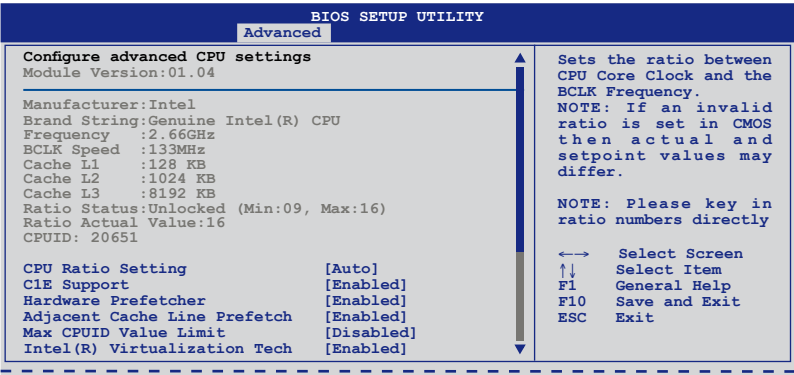 BIOS SETUP UTILITY
Advanced
Configure advanced CPU settings
Module Version:01.04
Manufacturer:Intel
Brand String:Genuine Intel(R) CPU
Frequency :2.66GHz
BCLK Speed :133MHz
Cache L1 :128 KB
Cache L2 :1024 KB
Cache L3 :8192 KB
Ratio Status:Unlocked (Min:09, Max:16)
Ratio Actual Value:16
CPUID: 20651
CPU Ratio Setting [Auto]
C1E Support [Enabled]
Hardware Prefetcher [Enabled]
Adjacent Cache Line Prefetch [Enabled]
Max CPUID Value Limit [Disabled]
Intel(R) Virtualization Tech [Enabled]
Sets the ratio between
CPU Core Clock and the
BCLK Frequency.
NOTE: If an invalid
ratio is set in CMOS
then actual and
setpoint values may
differ.
NOTE: Please key in
ratio numbers directly
←→ Select Screen
↑↓ Select Item
F1 General Help
F10 Save and Exit
ESC Exit